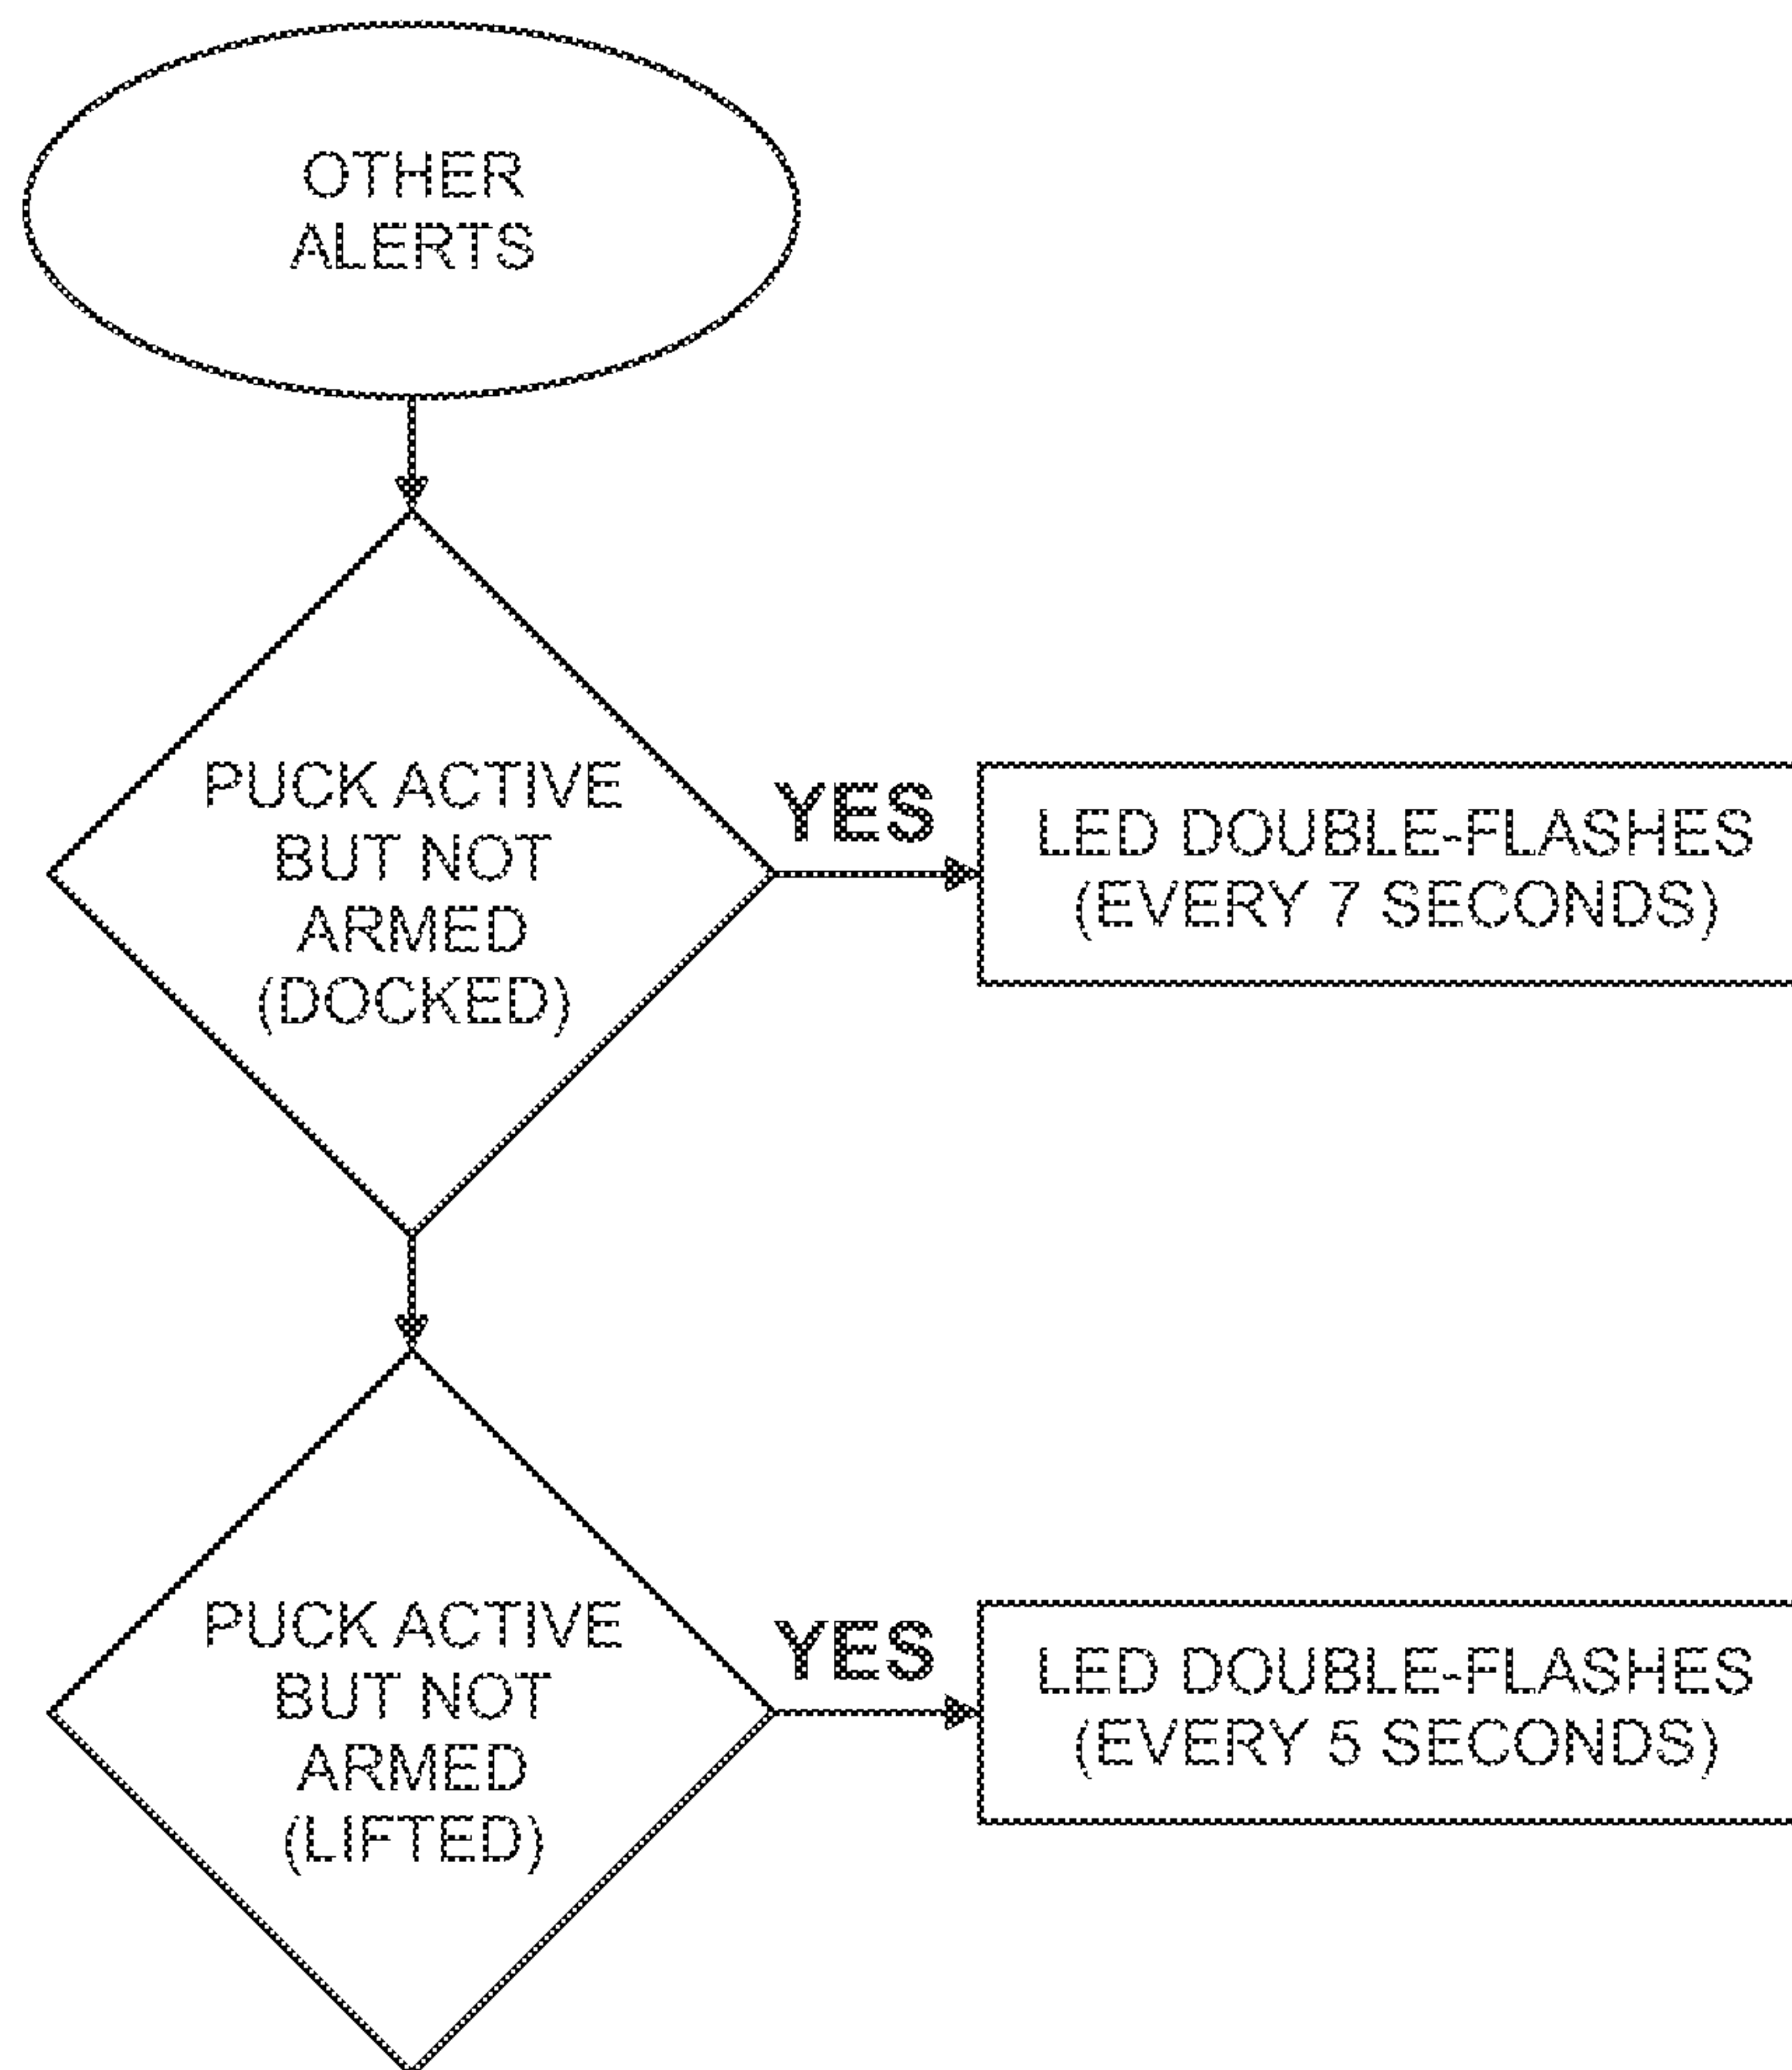 OTHER
ALERTS
PUCK ACTIVE
BUT NOT
ARMED
(DOCKED)
YES
LED DOUBLE-FLASHES
(EVERY 7 SECONDS)
PUCK ACTIVE
BUT NOT
ARMED
(LIFTED)
YES
LED DOUBLE-FLASHES
(EVERY 5 SECONDS)